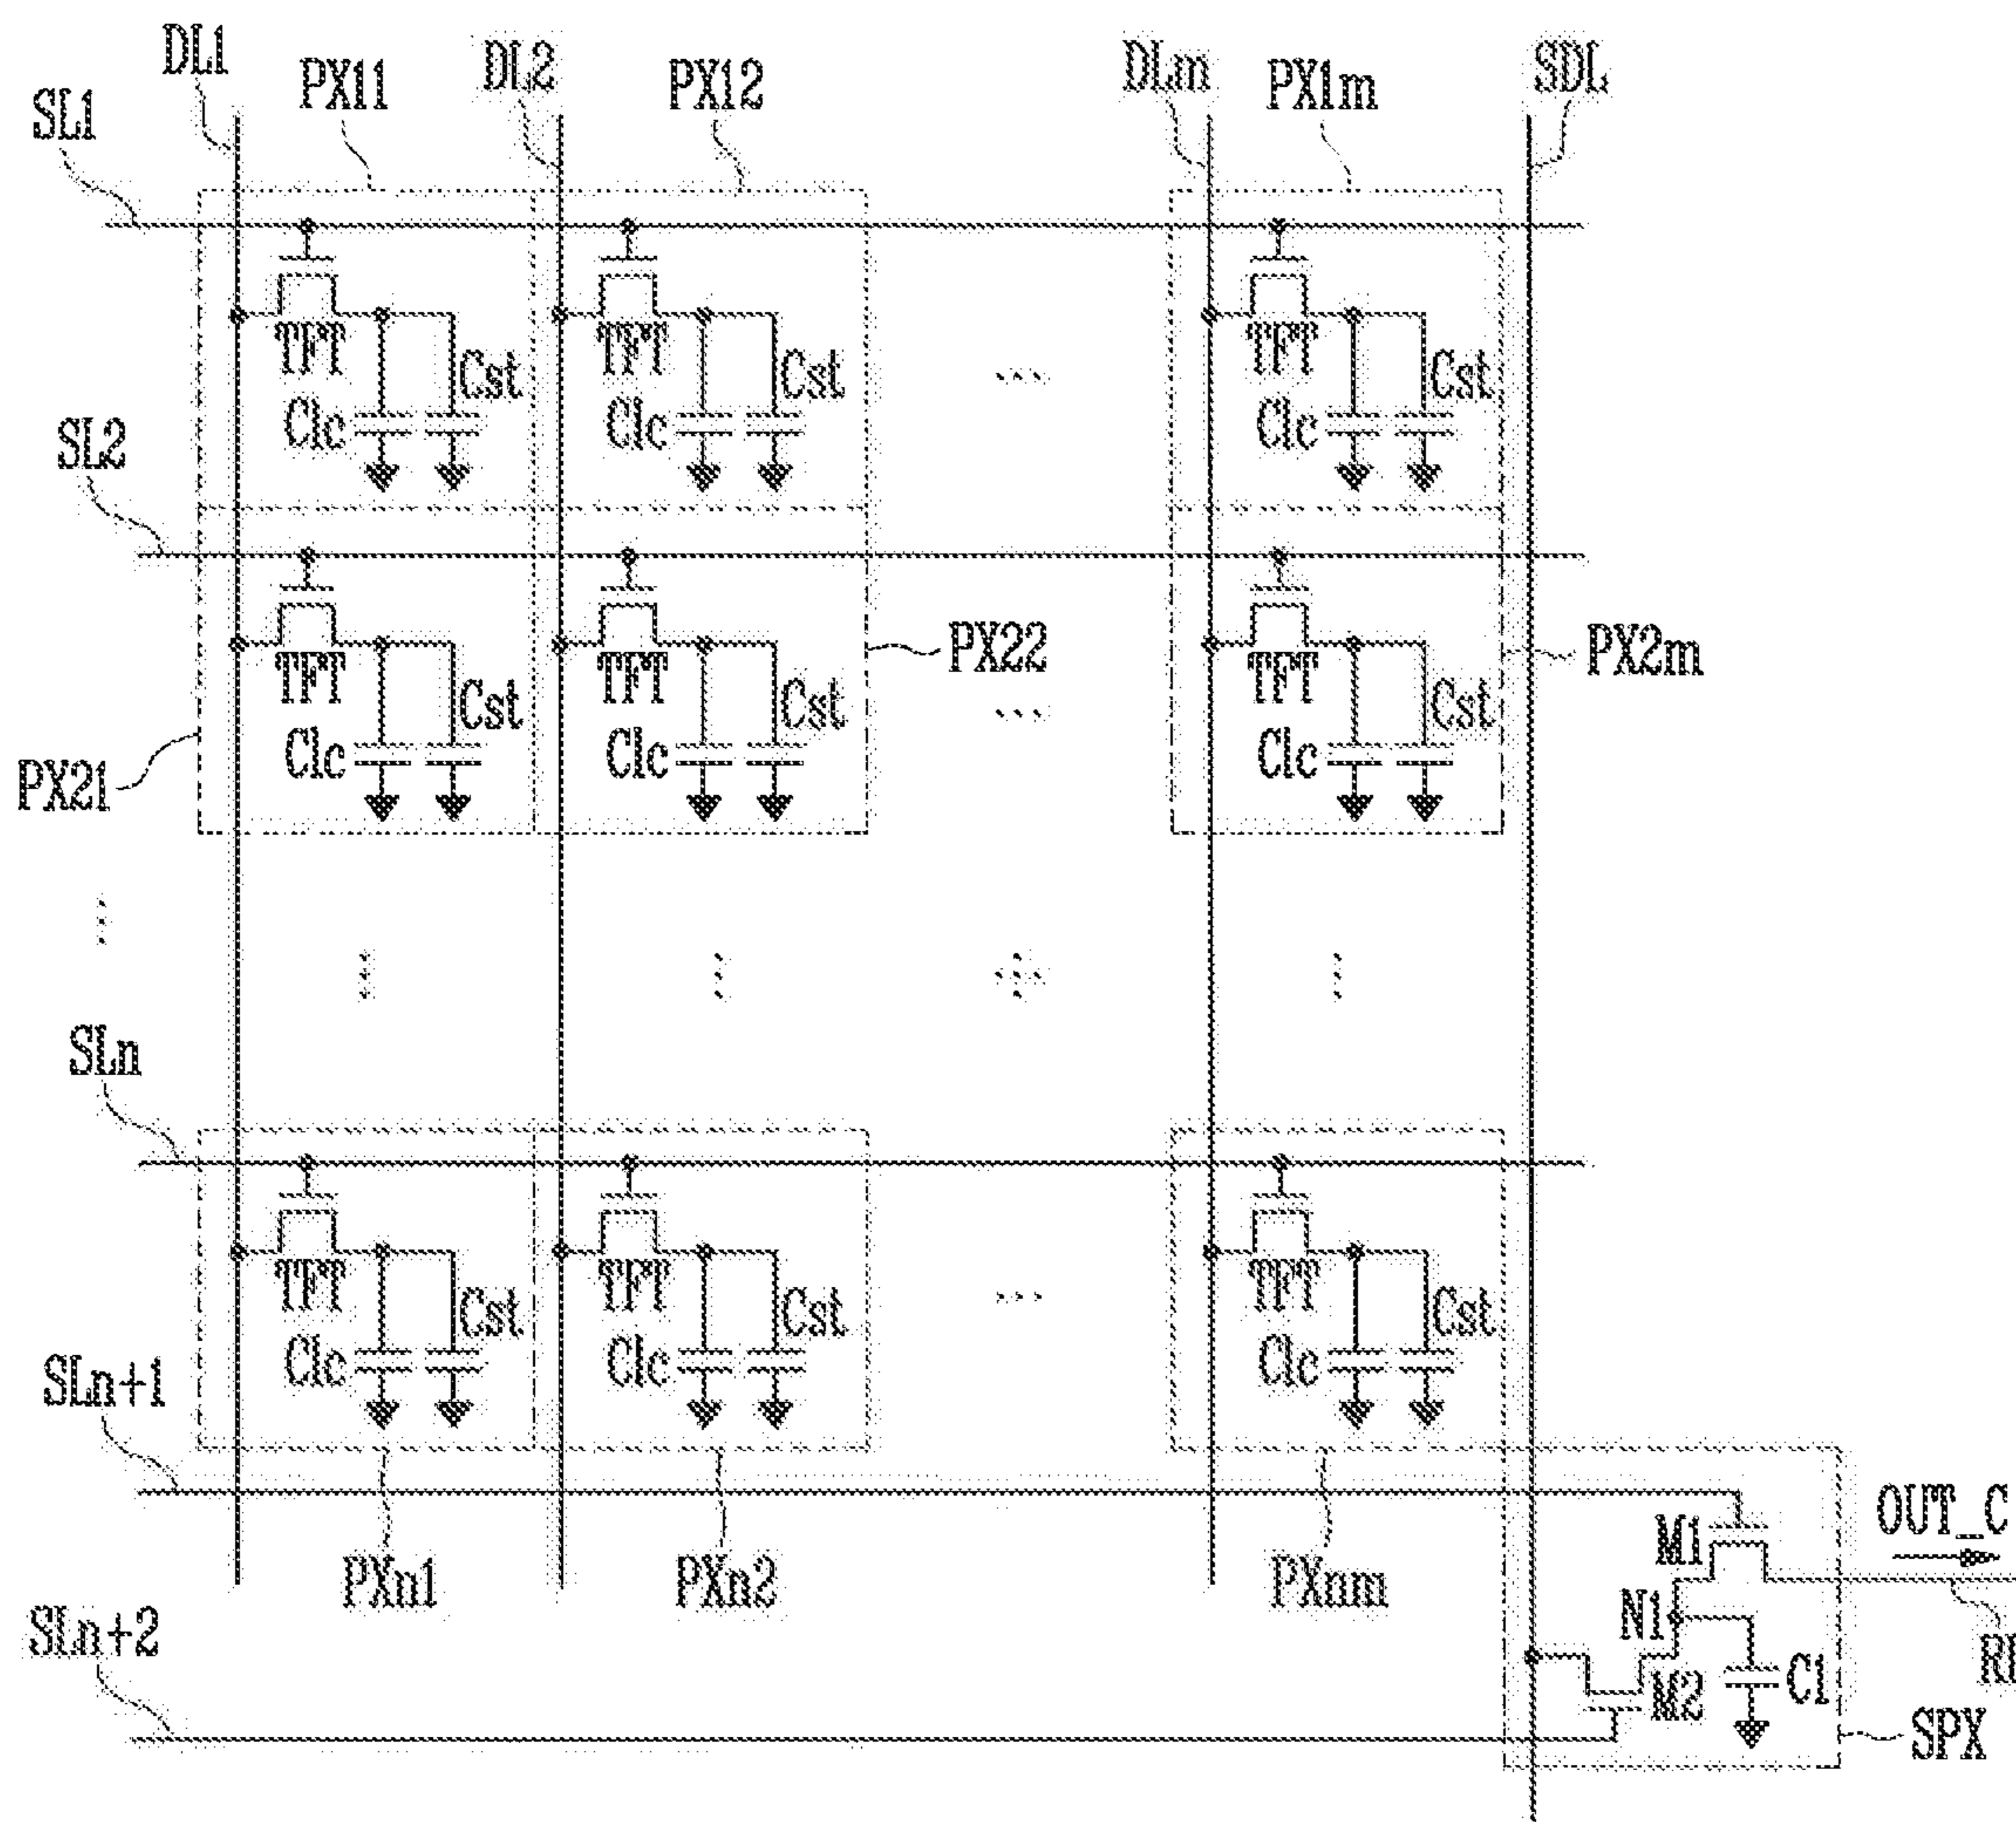 DL1 PX11 DL2 PX12 DLm PX1m SDL
SL1
TFT Cst Clc TFT Cst Clc TFT Cst Clc
SL2
TFT Cst Clc TFT Cst Clc PX22 TFT Cst Clc PX2m
PX21
SLn
TFT Cst Clc TFT Cst Clc TFT Cst Clc
SLn+1
M1 OUT_C
PXn1 PXn2 PXnm
N1
SLn+2
M2 C1
SPX